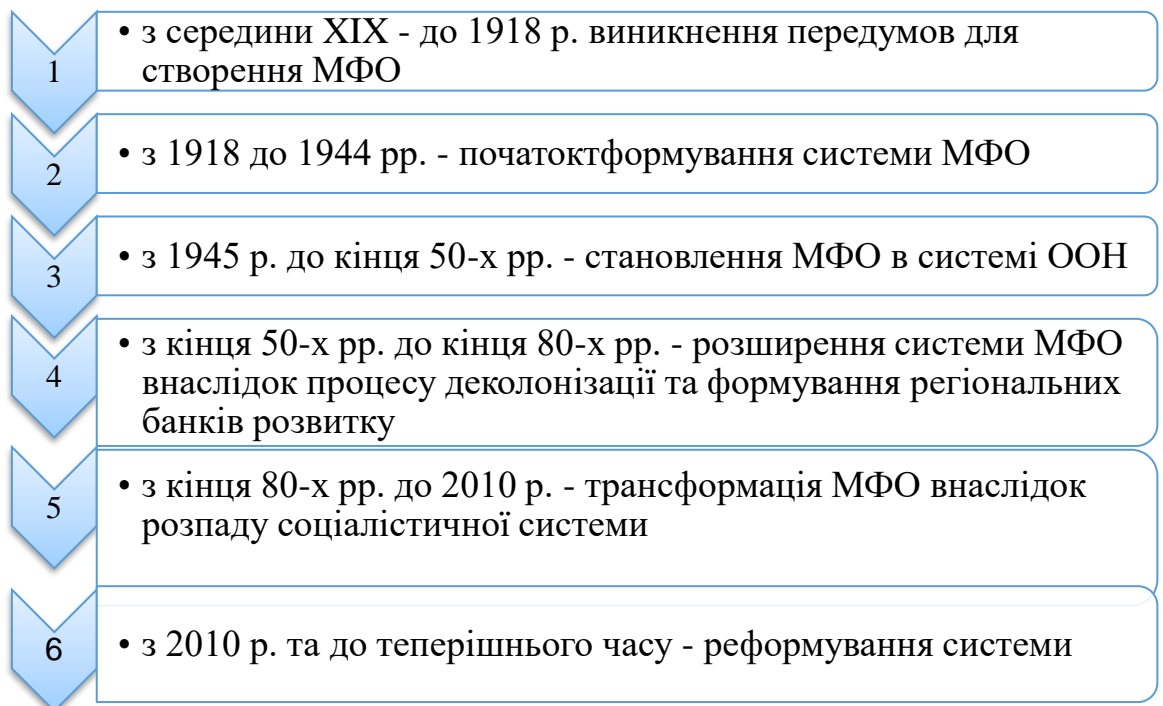 1
• з середини XIX - до 1918 р. виникнення передумов для
створення МФО
2
• з 1918 до 1944 рр. - початоктформування системи МФО
3
• з 1945 р. до кінця 50-х рр. - становлення МФО в системі ООН
4
• з кінця 50-х рр. до кінця 80-х рр. - розширення системи МФО
внаслідок процесу деколонізації та формування регіональних
банків розвитку
5
• з кінця 80-х рр. до 2010 р. - трансформація МФО внаслідок
розпаду соціалістичної системи
6
• з 2010 р. та до теперішнього часу - реформування системи